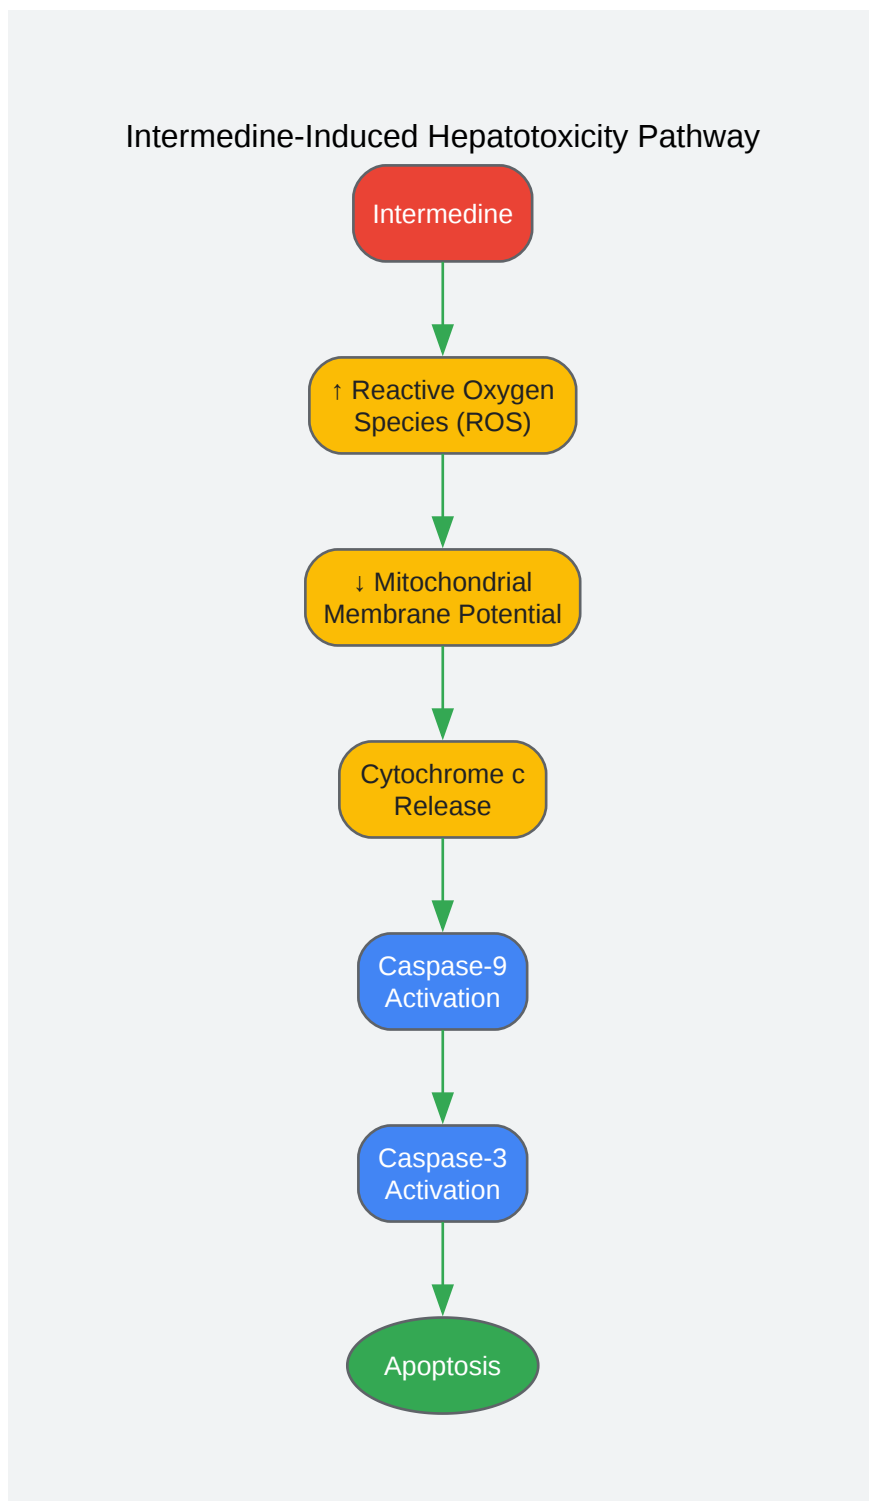 Intermedine-Induced Hepatotoxicity Pathway
Intermedine
↑ Reactive Oxygen
Species (ROS)
↓ Mitochondrial
Membrane Potential
Cytochrome c
Release
Caspase-9
Activation
Caspase-3
Activation
Apoptosis